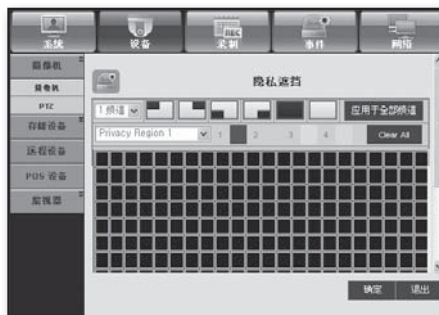 系统 设备 REC 录制 事件 网络
摄像机
摄像机
PTZ
存储设备
远程设备
POS 设备
监视器
隐私遮挡
1 频道 应用于全部频道
Privacy Region 1 1 2 3 4 Clear All
确定 退出